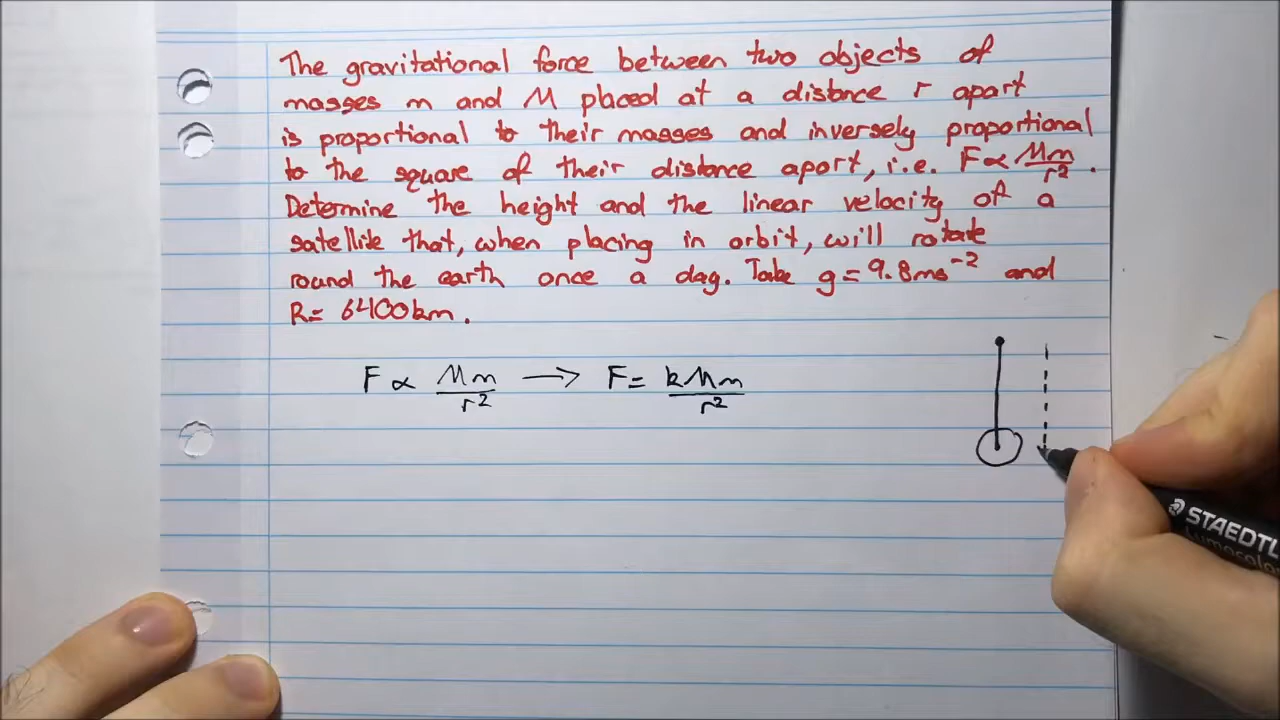 The gravitational force between two objects of
masses m and M placed at a distance r apart
is proportional to their masses and inversely proportional
to the square of their distance apart, i.e. F ∝ Mm/r².
Determine the height and the linear velocity of a
satellite that, when placing in orbit, will rotate
round the earth once a day. Take g = 9.8ms⁻² and
R = 6400km.
F ∝ Mm/r² → F = kMm/r²
STAEDTL
Lumocolor